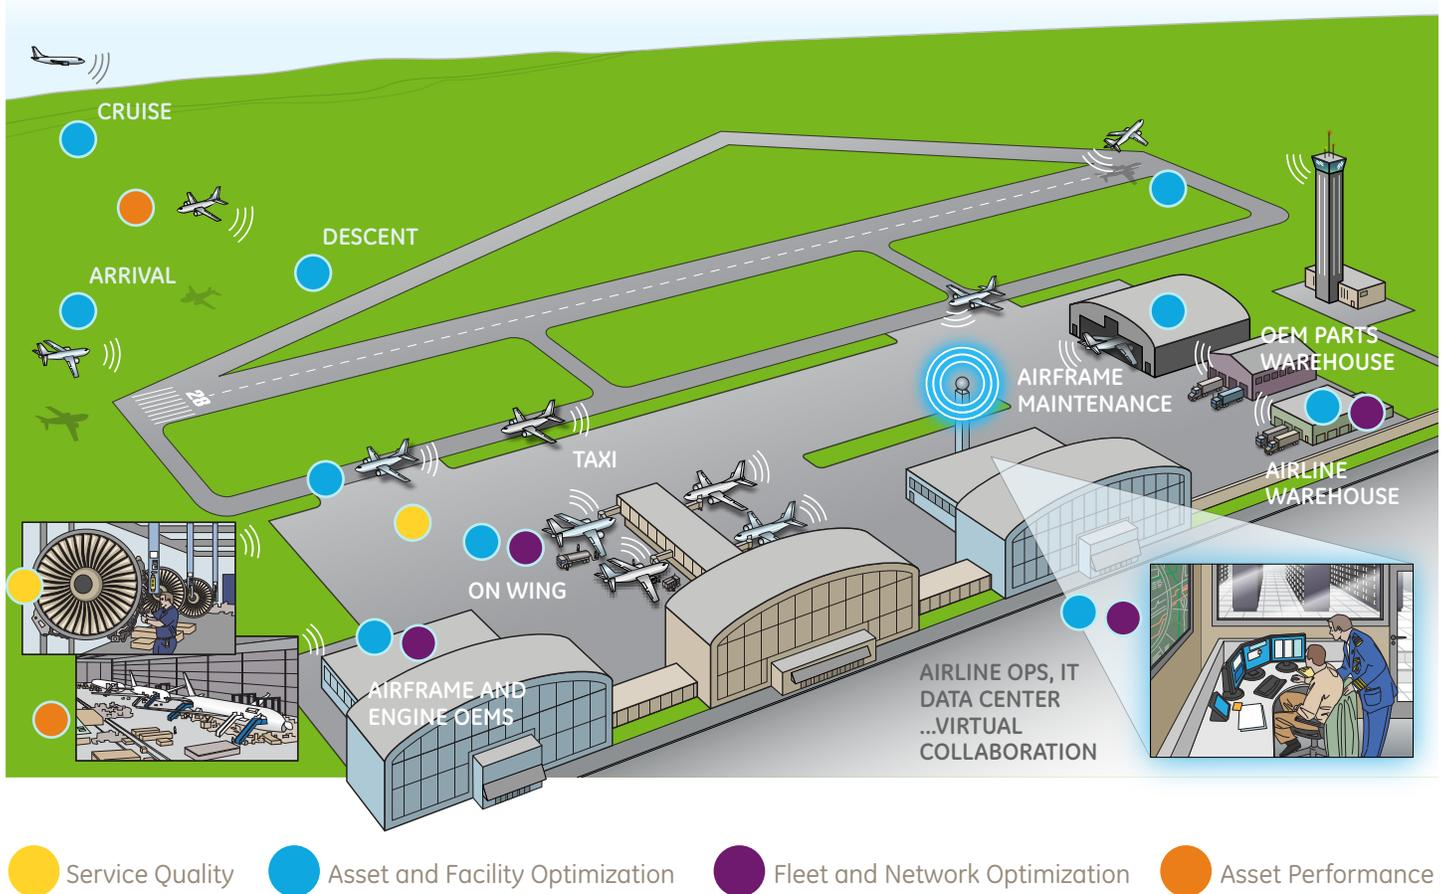 CRUISE
DESCENT
ARRIVAL
28
OEM PARTS
WAREHOUSE
AIRFRAME
MAINTENANCE
TAXI
AIRLINE
WAREHOUSE
ON WING
AIRFRAME AND
ENGINE OEMS
AIRLINE OPS, IT
DATA CENTER
...VIRTUAL
COLLABORATION
Service Quality
Asset and Facility Optimization
Fleet and Network Optimization
Asset Performance